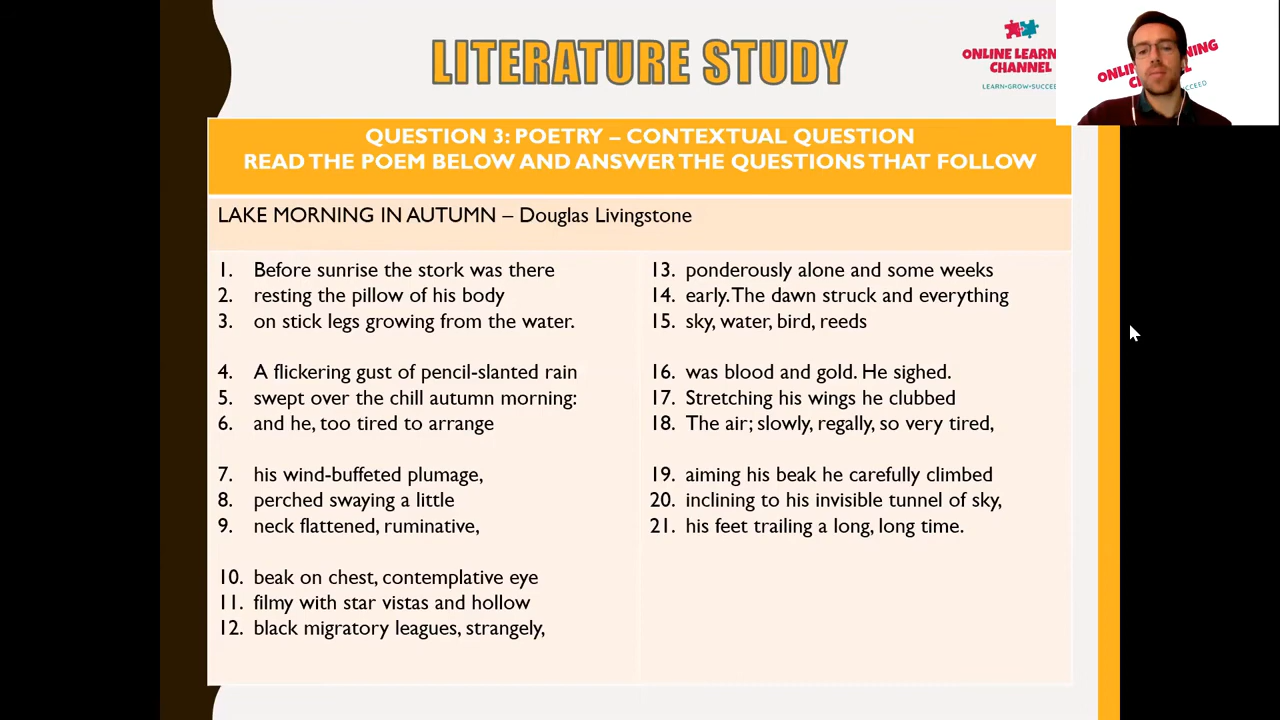 LITERATURE STUDY
ONLINE LEARN
CHANNEL
LEARN•GROW•SUCCEE
ONLINE
NING
CEED
QUESTION 3: POETRY – CONTEXTUAL QUESTION
READ THE POEM BELOW AND ANSWER THE QUESTIONS THAT FOLLOW
LAKE MORNING IN AUTUMN – Douglas Livingstone
1. Before sunrise the stork was there
2. resting the pillow of his body
3. on stick legs growing from the water.
4. A flickering gust of pencil-slanted rain
5. swept over the chill autumn morning:
6. and he, too tired to arrange
7. his wind-buffeted plumage,
8. perched swaying a little
9. neck flattened, ruminative,
10. beak on chest, contemplative eye
11. filmy with star vistas and hollow
12. black migratory leagues, strangely,
13. ponderously alone and some weeks
14. early. The dawn struck and everything
15. sky, water, bird, reeds
16. was blood and gold. He sighed.
17. Stretching his wings he clubbed
18. The air; slowly, regally, so very tired,
19. aiming his beak he carefully climbed
20. inclining to his invisible tunnel of sky,
21. his feet trailing a long, long time.